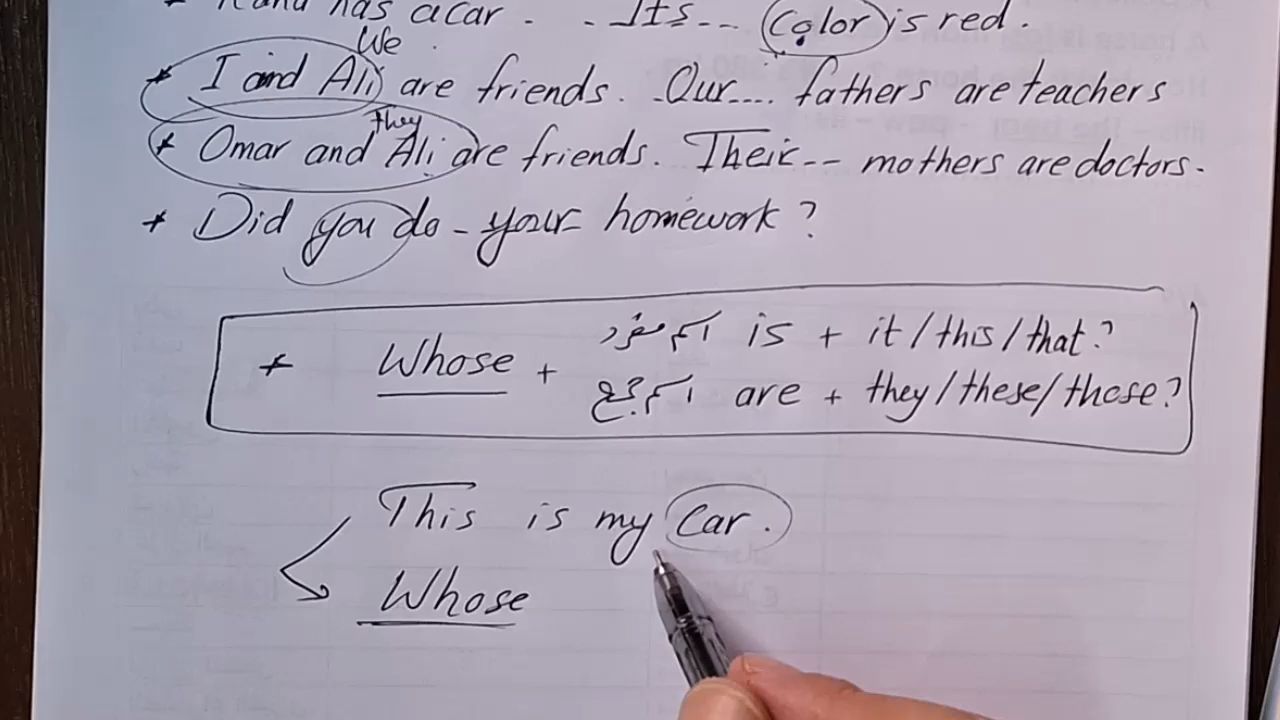 has a car. Its... Color is red.
We
* I and Ali are friends. Our.... fathers are teachers
they
* Omar and Ali are friends. Their-- mothers are doctors.
* Did you do - your homework?
* Whose + اسم مفرد is + it/this/that?
اسم جمع are + they/these/those?
This is my Car.
Whose